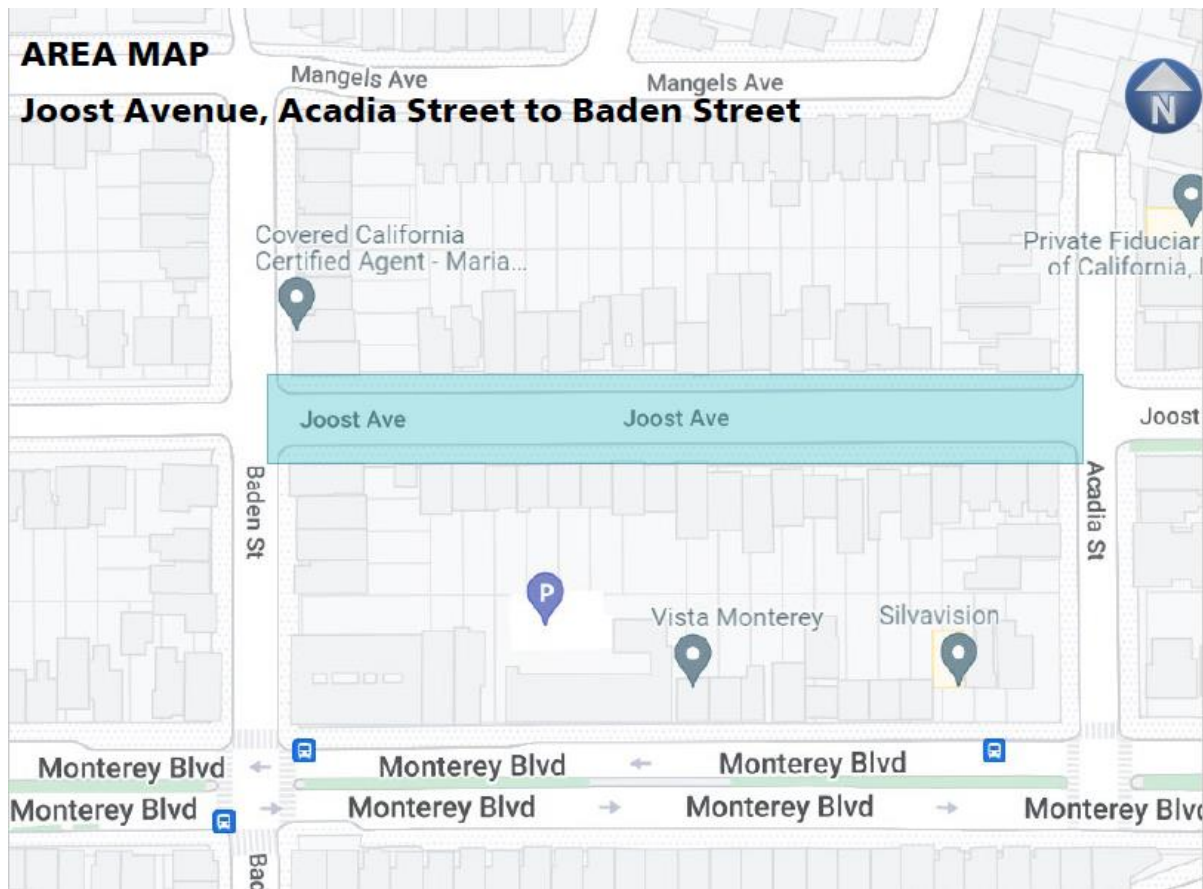 AREA MAP
Mangels Ave
Mangels Ave
N
Joost Avenue, Acadia Street to Baden Street
Covered California
Certified Agent - Maria...
Private Fiduciar
of California,
Joost Ave
Joost Ave
Joost
Baden St
Acadia St
P
Vista Monterey
Silvavision
Monterey Blvd
Monterey Blvd
Monterey Blvd
Monterey Blvd
Monterey Blvd
Monterey Blvd
Monterey Blvd
Bad